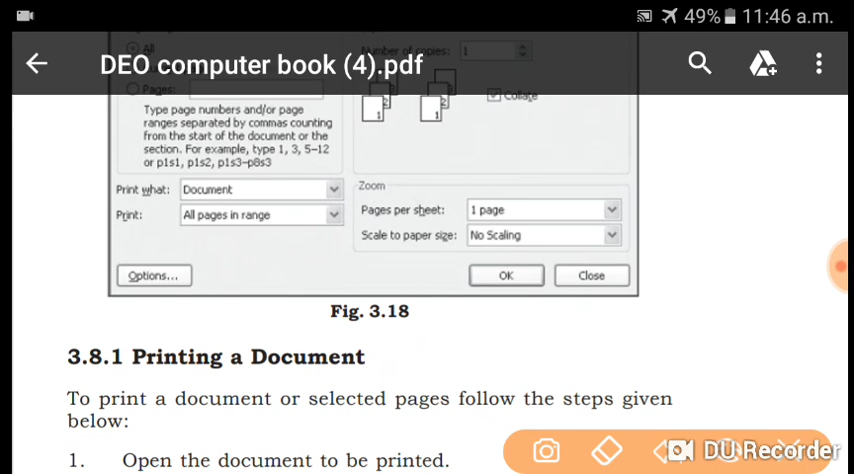 49% 11:46 a.m.
DEO computer book (4).pdf
All
Number of copies: 1
Pages:
Collate
Type page numbers and/or page
ranges separated by commas counting
from the start of the document or the
section. For example, type 1, 3, 5–12
or p1s1, p1s2, p1s3–p8s3
Print what: Document
Print: All pages in range
Zoom
Pages per sheet: 1 page
Scale to paper size: No Scaling
Options...
OK
Close
Fig. 3.18
3.8.1 Printing a Document
To print a document or selected pages follow the steps given
below:
1. Open the document to be printed.
DU Recorder